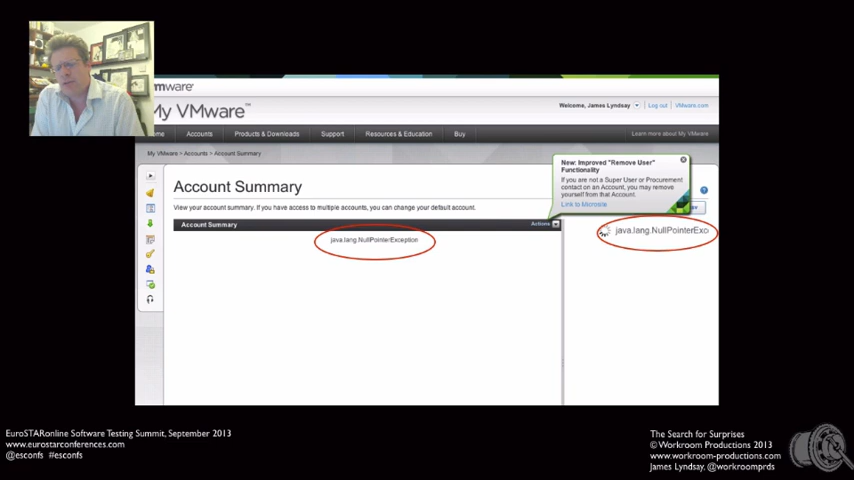 vmware
My VMware™
Welcome, James Lyndsay
Log out
VMware.com
me
Accounts
Products & Downloads
Support
Resources & Education
Buy
Learn more about My VMware
My VMware > Accounts > Account Summary
New: Improved "Remove User"
Functionality
If you are not a Super User or Procurement
contact on an Account, you may remove
yourself from that Account.
Link to Microsite
Account Summary
View your account summary. If you have access to multiple accounts, you can change your default account.
Account Summary
Actions
java.lang.NullPointerException
java.lang.NullPointerExc
EuroSTARonline Software Testing Summit, September 2013
www.eurostarconferences.com
@esconfs #esconfs
The Search for Surprises
© Workroom Productions 2013
www.workroom-productions.com
James Lyndsay, @workroomprds